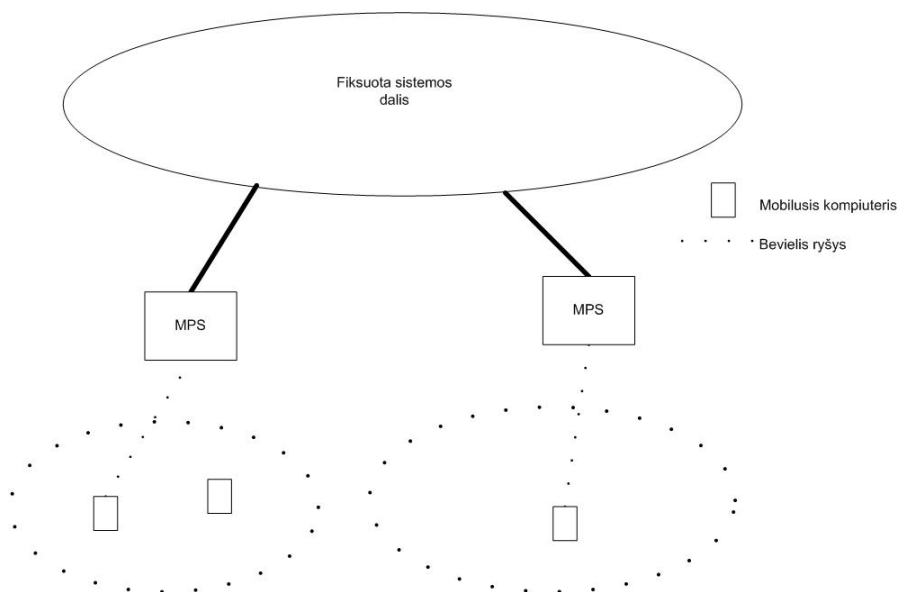 Fiksuota sistemos
dalis
Mobilusis kompiuteris
Bevielis ryšys
MPS
MPS